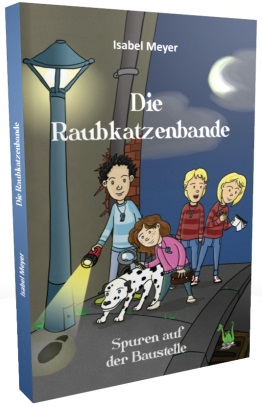 Isabel Meyer
Die
Raubkatzenbande
Spuren auf
der Baustelle
Die Raubkatzenbande
Isabel Meyer